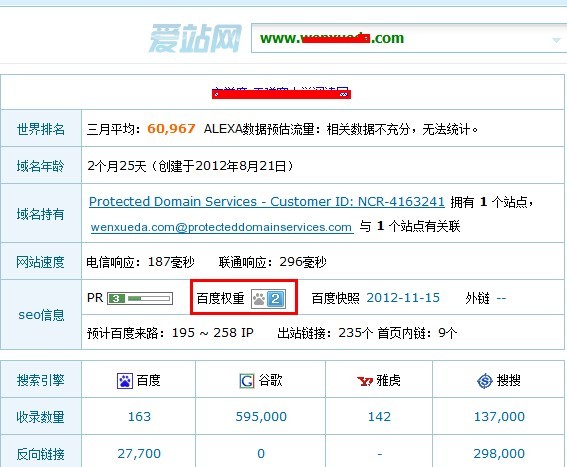 爱站网 www.wenxueda.com
世界排名 三月平均：60,967 ALEXA数据预估流量：相关数据不充分，无法统计。
域名年龄 2个月25天（创建于2012年8月21日）
域名持有 Protected Domain Services - Customer ID: NCR-4163241 拥有 1 个站点，
wenxueda.com@protecteddomainservices.com 与 1 个站点有关联
网站速度 电信响应：187毫秒 联通响应：296毫秒
seo信息 PR 3 百度权重 2 百度快照 2012-11-15 外链 --
预计百度来路：195 ~ 258 IP 出站链接：235个 首页内链：9个
搜索引擎 百度 谷歌 雅虎 搜搜
收录数量 163 595,000 142 137,000
反向链接 27,700 0 - 298,000